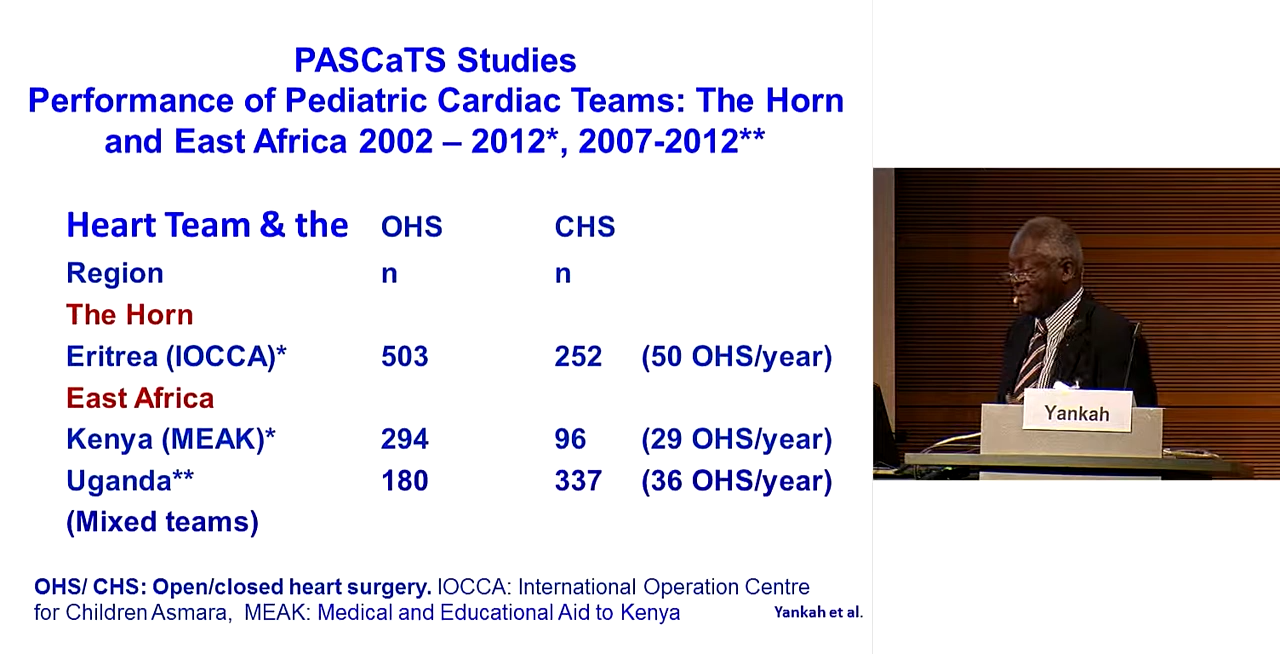 PASCaTS Studies
Performance of Pediatric Cardiac Teams: The Horn
and East Africa 2002 – 2012*, 2007-2012**
Heart Team & the OHS CHS
Region n n
The Horn
Eritrea (IOCCA)* 503 252 (50 OHS/year)
East Africa
Kenya (MEAK)* 294 96 (29 OHS/year)
Uganda** 180 337 (36 OHS/year)
(Mixed teams)
OHS/ CHS: Open/closed heart surgery. IOCCA: International Operation Centre
for Children Asmara, MEAK: Medical and Educational Aid to Kenya
Yankah et al.
Yankah